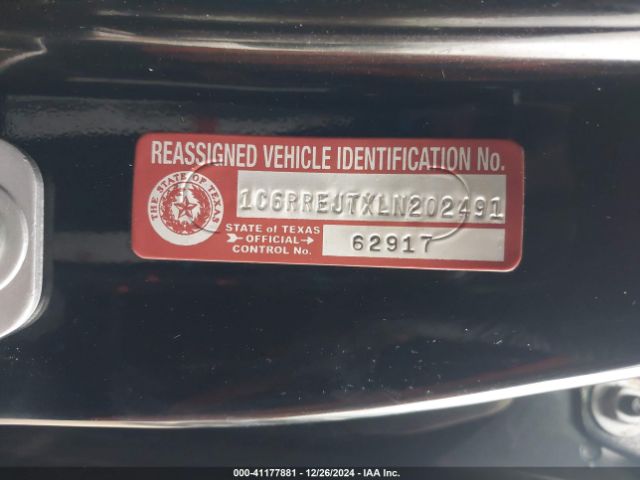 REASSIGNED VEHICLE IDENTIFICATION No.
THE STATE OF TEXAS
1C6RREJTXLN202491
STATE of TEXAS
OFFICIAL
CONTROL No.
62917
000-41177881 / 12/26/2024 - IAA Inc.